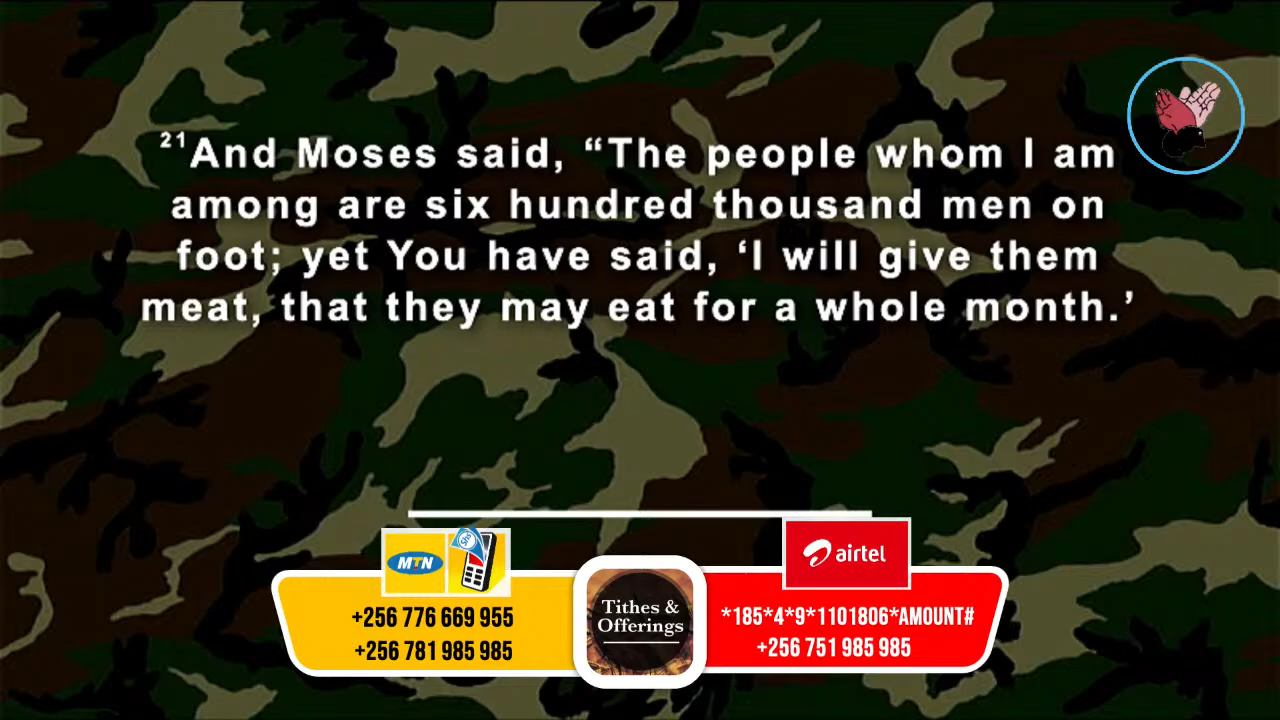 ²¹And Moses said, “The people whom I am
among are six hundred thousand men on
foot; yet You have said, ‘I will give them
meat, that they may eat for a whole month.’
MTN
airtel
+256 776 669 955
+256 781 985 985
Tithes &
Offerings
*185*4*9*1101806*AMOUNT#
+256 751 985 985